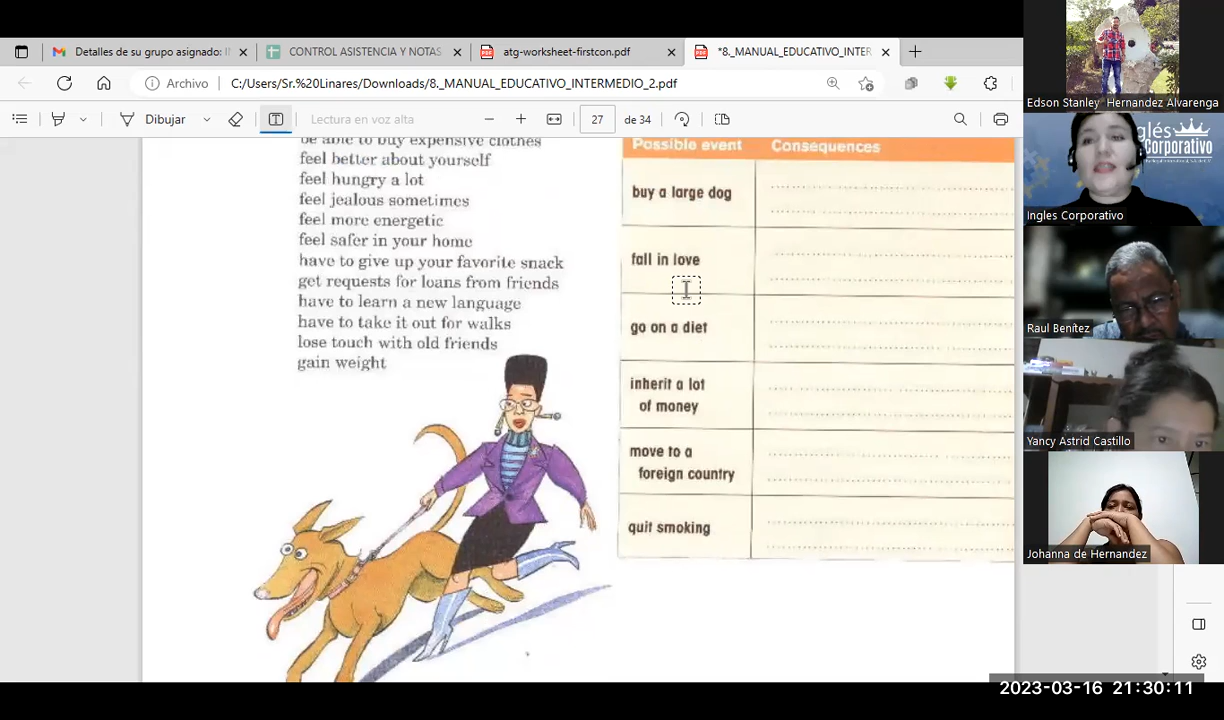 Detalles de su grupo asignado: II
CONTROL ASISTENCIA Y NOTAS
atg-worksheet-firstcon.pdf
*8._MANUAL_EDUCATIVO_INTER
Archivo
C:/Users/Sr.%20Linares/Downloads/8._MANUAL_EDUCATIVO_INTERMEDIO_2.pdf
Dibujar
Lectura en voz alta
27
de 34
be able to buy expensive clothes
feel better about yourself
feel hungry a lot
feel jealous sometimes
feel more energetic
feel safer in your home
have to give up your favorite snack
get requests for loans from friends
have to learn a new language
have to take it out for walks
lose touch with old friends
gain weight
Possible event
Consequences
buy a large dog
fall in love
go on a diet
inherit a lot
of money
move to a
foreign country
quit smoking
Edson Stanley Hernandez Alvarenga
glés
Corporativo
Ingles Corporativo
Raul Benítez
Yancy Astrid Castillo
Johanna de Hernandez
2023-03-16 21:30:11